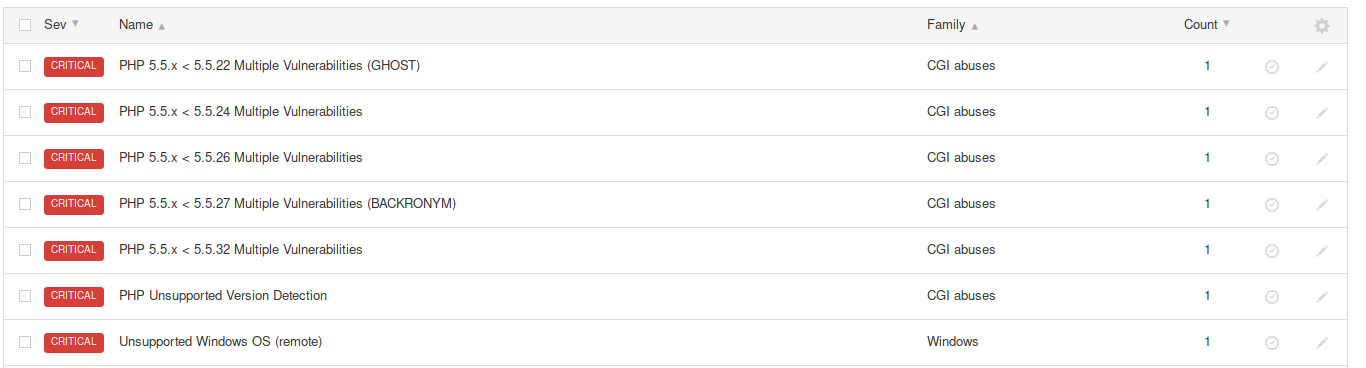 Sev Name Family Count
CRITICAL PHP 5.5.x < 5.5.22 Multiple Vulnerabilities (GHOST) CGI abuses 1
CRITICAL PHP 5.5.x < 5.5.24 Multiple Vulnerabilities CGI abuses 1
CRITICAL PHP 5.5.x < 5.5.26 Multiple Vulnerabilities CGI abuses 1
CRITICAL PHP 5.5.x < 5.5.27 Multiple Vulnerabilities (BACKRONYM) CGI abuses 1
CRITICAL PHP 5.5.x < 5.5.32 Multiple Vulnerabilities CGI abuses 1
CRITICAL PHP Unsupported Version Detection CGI abuses 1
CRITICAL Unsupported Windows OS (remote) Windows 1